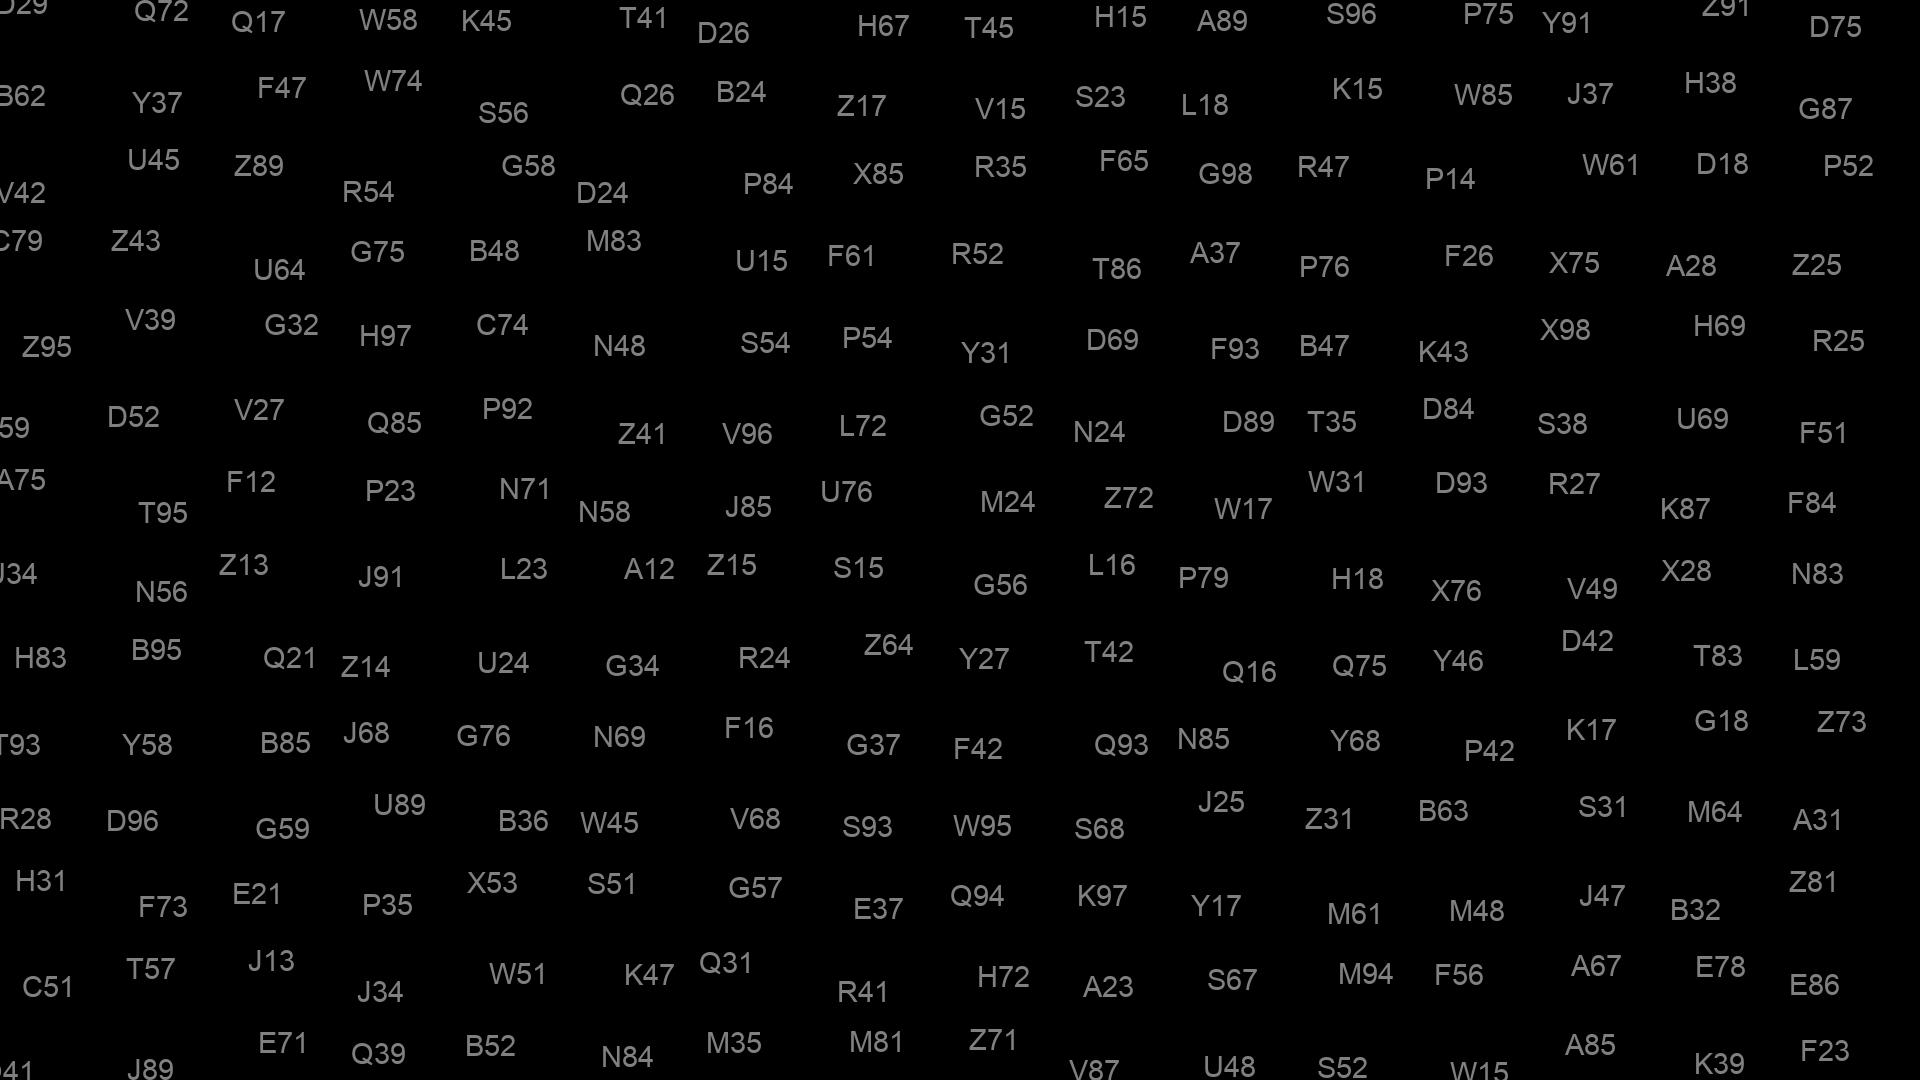 D29 Q72 Q17 W58 K45 T41 D26 H67 T45 H15 A89 S96 P75 Y91 Z91 D75
B62 Y37 F47 W74 S56 Q26 B24 Z17 V15 S23 L18 K15 W85 J37 H38 G87
V42 U45 Z89 R54 G58 D24 P84 X85 R35 F65 G98 R47 P14 W61 D18 P52
C79 Z43 U64 G75 B48 M83 U15 F61 R52 T86 A37 P76 F26 X75 A28 Z25
Z95 V39 G32 H97 C74 N48 S54 P54 Y31 D69 F93 B47 K43 X98 H69 R25
59 D52 V27 Q85 P92 Z41 V96 L72 G52 N24 D89 T35 D84 S38 U69 F51
A75 T95 F12 P23 N71 N58 J85 U76 M24 Z72 W17 W31 D93 R27 K87 F84
34 N56 Z13 J91 L23 A12 Z15 S15 G56 L16 P79 H18 X76 V49 X28 N83
H83 B95 Q21 Z14 U24 G34 R24 Z64 Y27 T42 Q16 Q75 Y46 D42 T83 L59
T93 Y58 B85 J68 G76 N69 F16 G37 F42 Q93 N85 Y68 P42 K17 G18 Z73
R28 D96 G59 U89 B36 W45 V68 S93 W95 S68 J25 Z31 B63 S31 M64 A31
H31 F73 E21 P35 X53 S51 G57 E37 Q94 K97 Y17 M61 M48 J47 B32 Z81
C51 T57 J13 J34 W51 K47 Q31 R41 H72 A23 S67 M94 F56 A67 E78 E86
41 J89 E71 Q39 B52 N84 M35 M81 Z71 V87 U48 S52 W15 A85 K39 F23